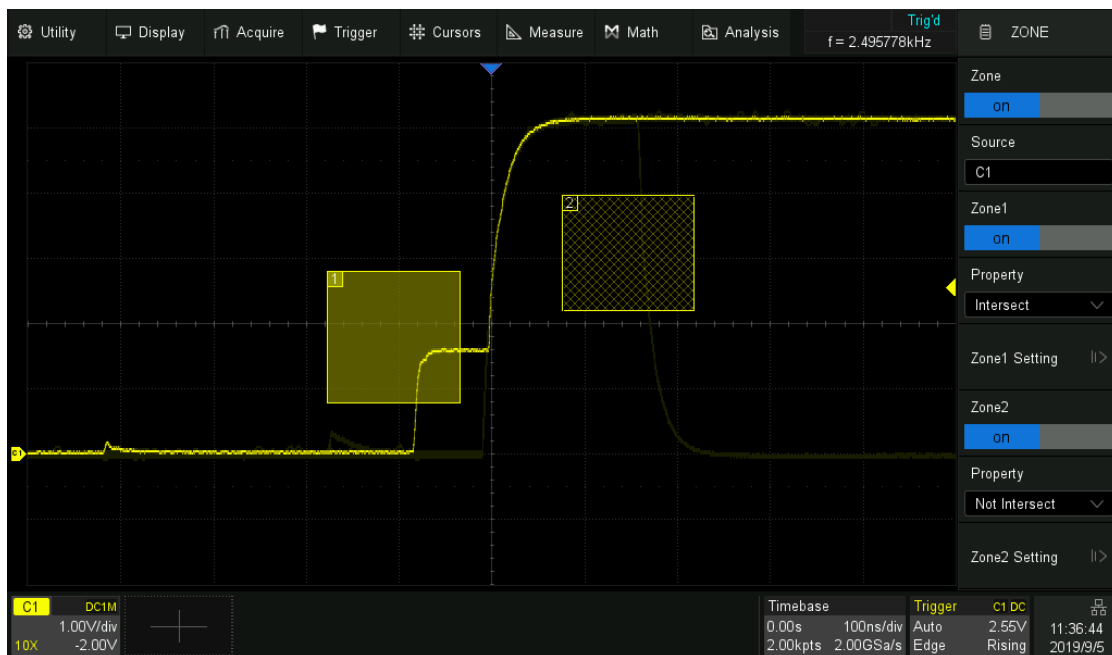 Utility Display Acquire Trigger Cursors Measure Math Analysis
Trig'd
f = 2.495778kHz
ZONE
Zone
on
Source
C1
Zone1
on
Property
Intersect
Zone1 Setting
Zone2
on
Property
Not Intersect
Zone2 Setting
1
2
C1
C1 DC1M
1.00V/div
10X -2.00V
Timebase
0.00s 100ns/div
2.00kpts 2.00GSa/s
Trigger C1 DC
Auto 2.55V
Edge Rising
11:36:44
2019/9/5